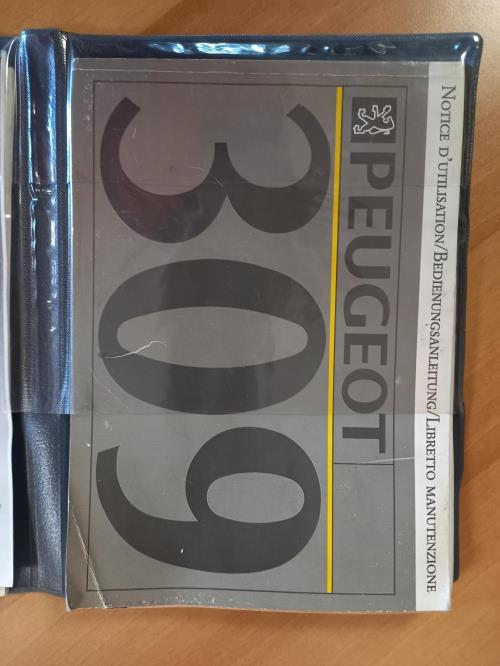 NOTICE D'UTILISATION/BEDIENUNGSANLEITUNG/LIBRETTO MANUTENZIONE
PEUGEOT
309